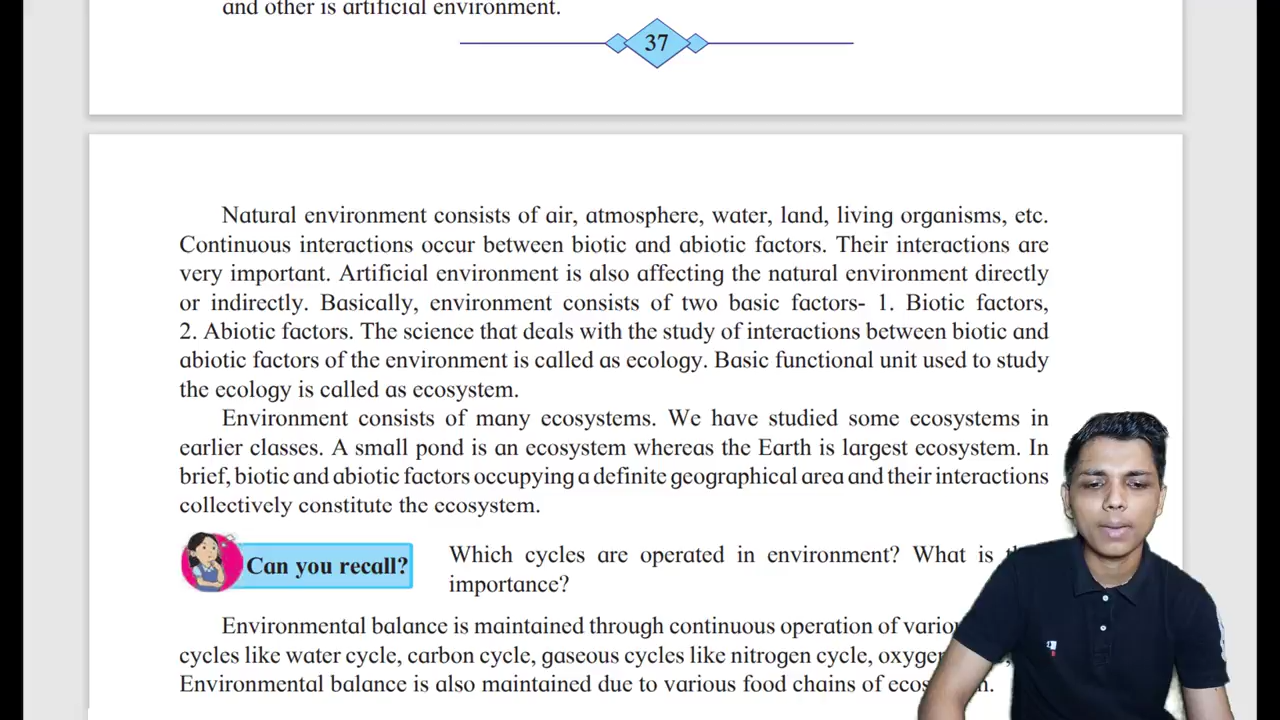 and other is artificial environment.
37
Natural environment consists of air, atmosphere, water, land, living organisms, etc.
Continuous interactions occur between biotic and abiotic factors. Their interactions are
very important. Artificial environment is also affecting the natural environment directly
or indirectly. Basically, environment consists of two basic factors- 1. Biotic factors,
2. Abiotic factors. The science that deals with the study of interactions between biotic and
abiotic factors of the environment is called as ecology. Basic functional unit used to study
the ecology is called as ecosystem.
Environment consists of many ecosystems. We have studied some ecosystems in
earlier classes. A small pond is an ecosystem whereas the Earth is largest ecosystem. In
brief, biotic and abiotic factors occupying a definite geographical area and their interactions
collectively constitute the ecosystem.
Can you recall?
Which cycles are operated in environment? What is
importance?
Environmental balance is maintained through continuous operation of
cycles like water cycle, carbon cycle, gaseous cycles like nitrogen cycle,
Environmental balance is also maintained due to various food chains of